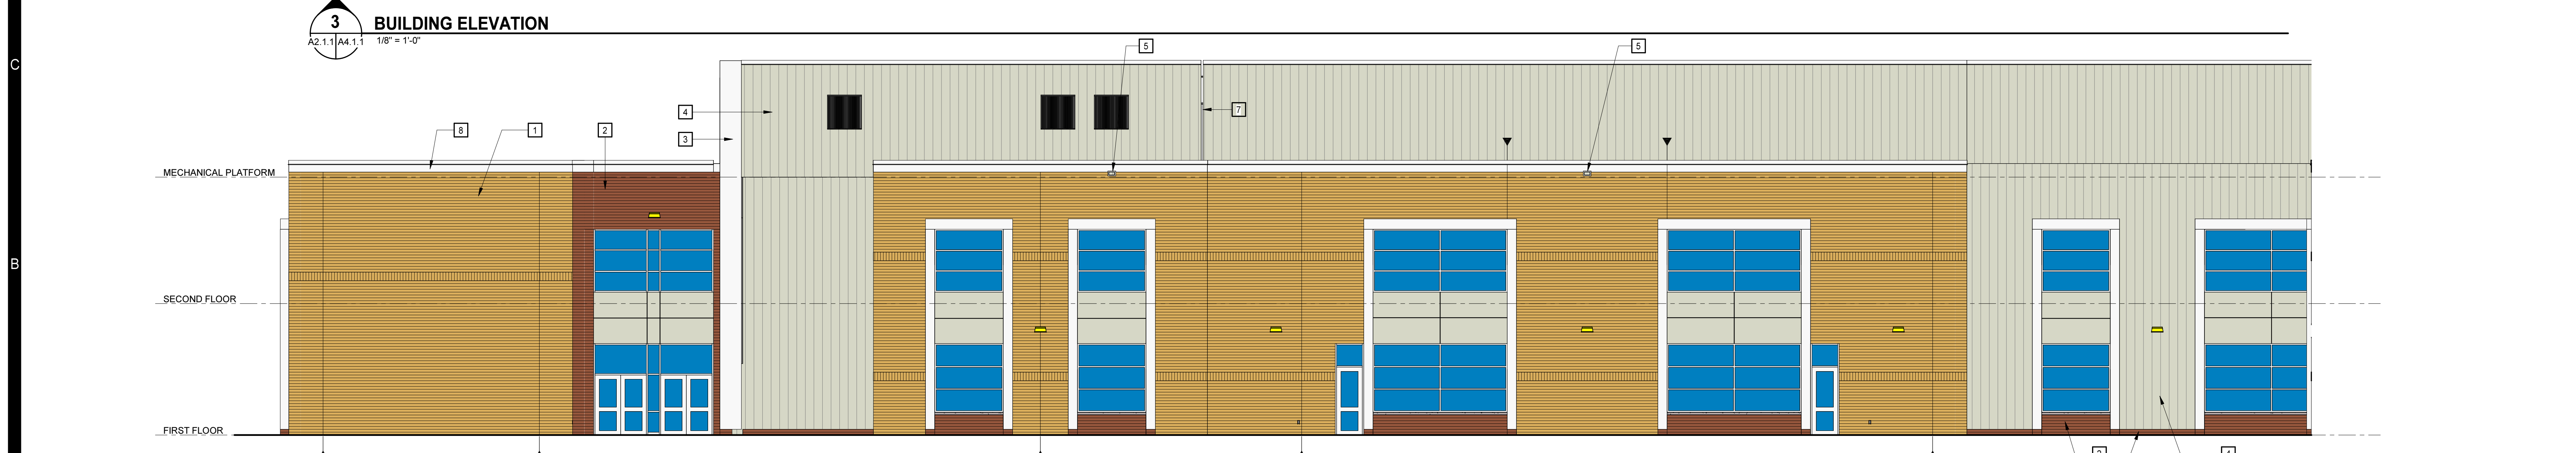 3
BUILDING ELEVATION
A2.1.1 A4.1.1
1/8" = 1'-0"
C
5
5
4
7
8
1
2
3
MECHANICAL PLATFORM
B
SECOND FLOOR
FIRST FLOOR